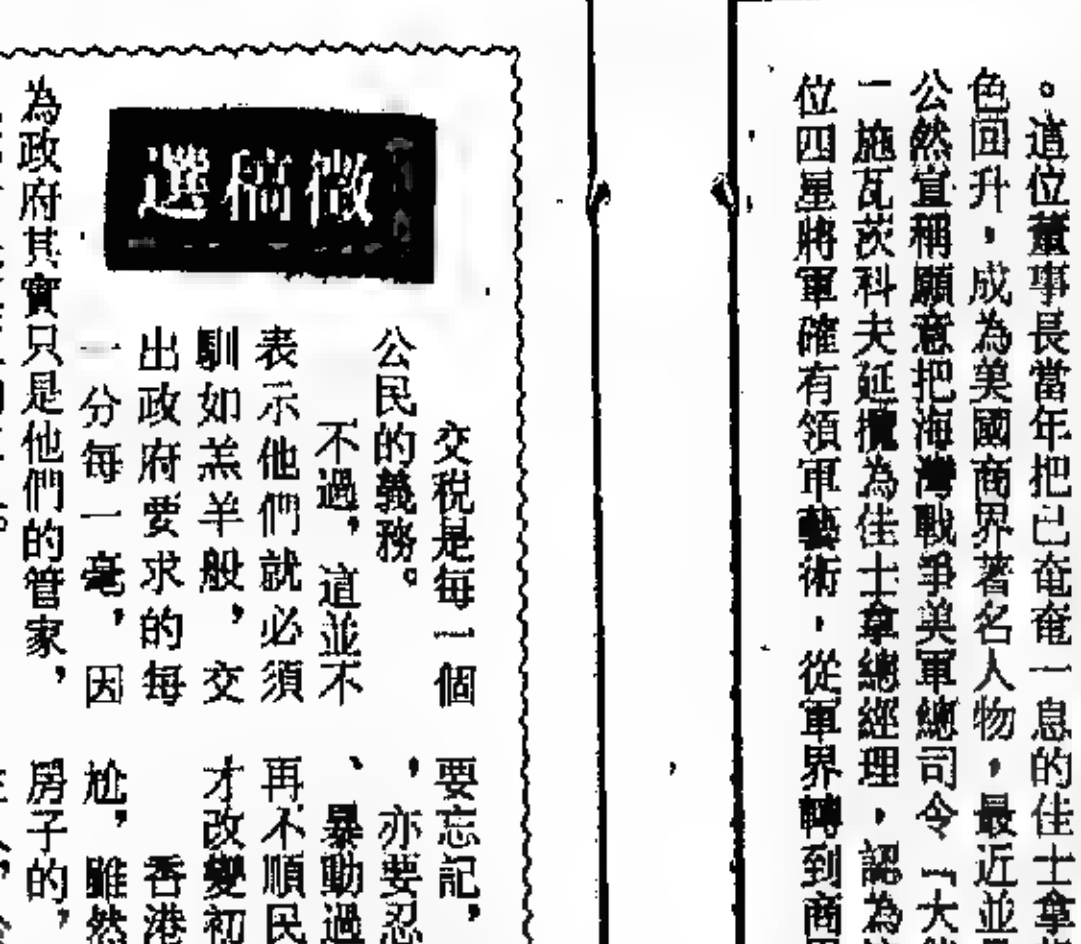 。這位董事長當年把已奄奄一息的佳士拿
色回升，成為美國商界著名人物，最近並
公然宣稱願意把海灣戰爭美軍總司令「大
一施瓦茨科夫延攬為佳士拿總經理，認為
位四星將軍確有領軍藝術，從軍界轉到商
選稿徵
交税是每一個
公民的義務。
不過，這並不
表示他們就必須
馴如羔羊般，交
出政府要求的每
一分每一毫，因
為政府其實只是他們的管家，
要忘記，
，亦要忍
、暴動過
再不順民
才改變初
香港
尬，雖然
房子的，